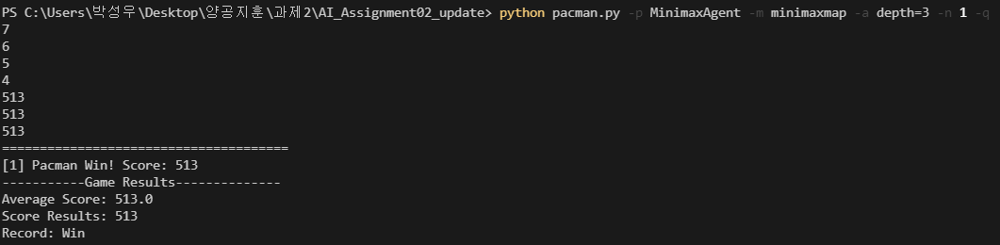 PS C:\Users\박성우\Desktop\양공지훈\과제2\AI_Assignment02_update> python pacman.py -p MinimaxAgent -m minimaxmap -a depth=3 -n 1 -q
7
6
5
4
513
513
513
======================================
[1] Pacman Win! Score: 513
-----------Game Results--------------
Average Score: 513.0
Score Results: 513
Record: Win